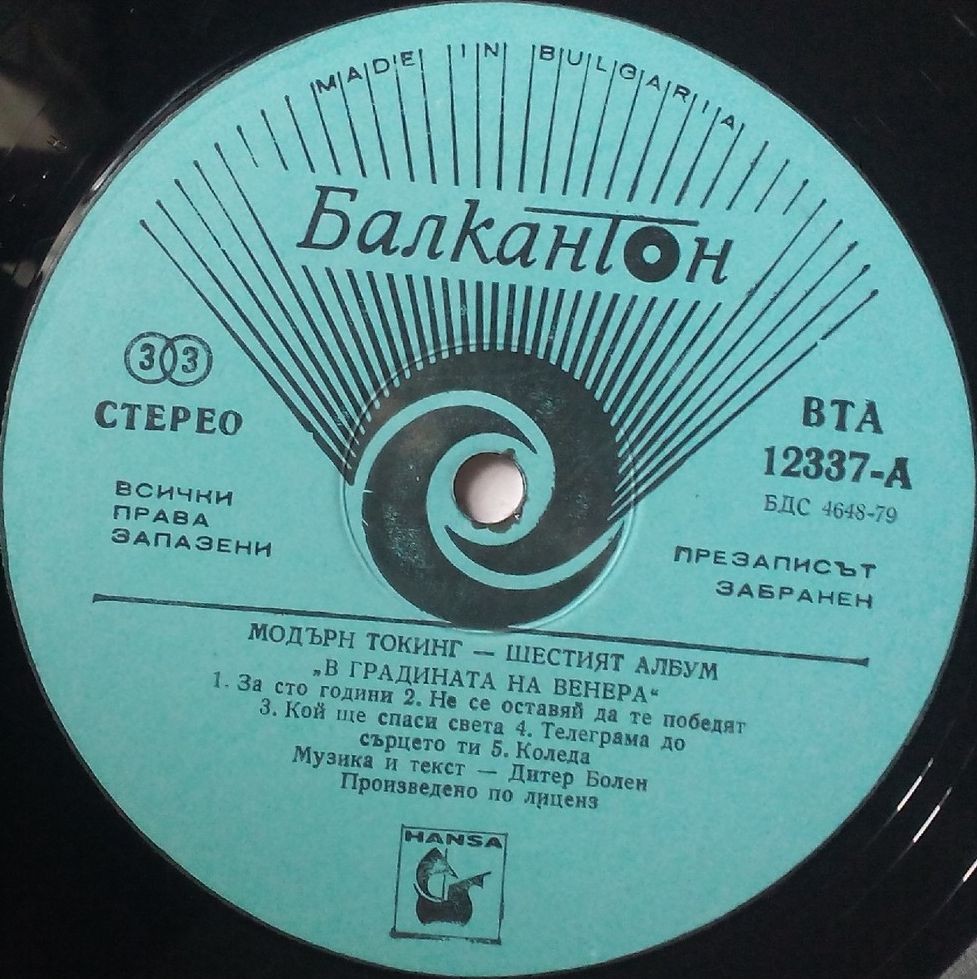 MADE IN BULGARIA
Балкантон
33
СТЕРЕО
ВТА
12337-А
БДС 4648-79
ВСИЧКИ
ПРАВА
ЗАПАЗЕНИ
ПРЕЗАПИСЪТ
ЗАБРАНЕН
МОДЪРН ТОКИНГ — ШЕСТИЯТ АЛБУМ
„В ГРАДИНАТА НА ВЕНЕРА“
1. За сто години 2. Не се оставяй да те победят
3. Кой ще спаси света 4. Телеграма до
сърцето ти 5. Коледа
Музика и текст — Дитер Болен
Произведено по лиценз
HANSA